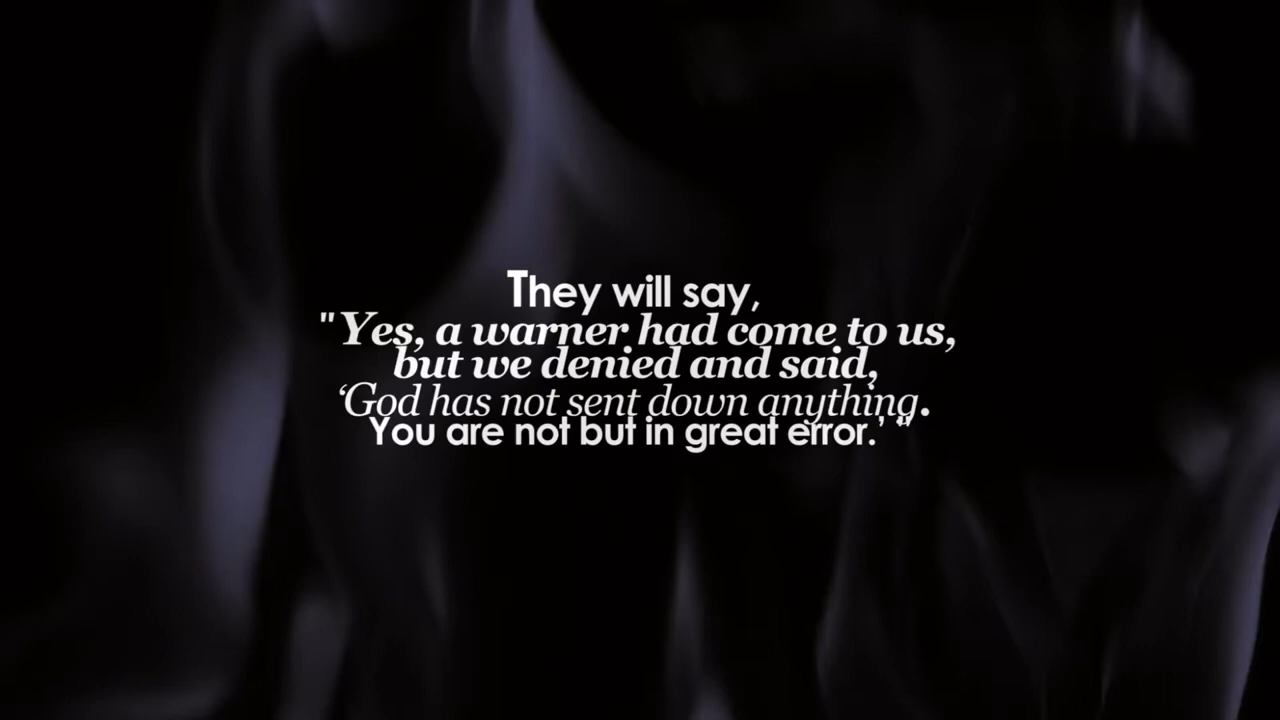 They will say,
"Yes, a warner had come to us,
but we denied and said,
‘God has not sent down anything.
You are not but in great error.’ "